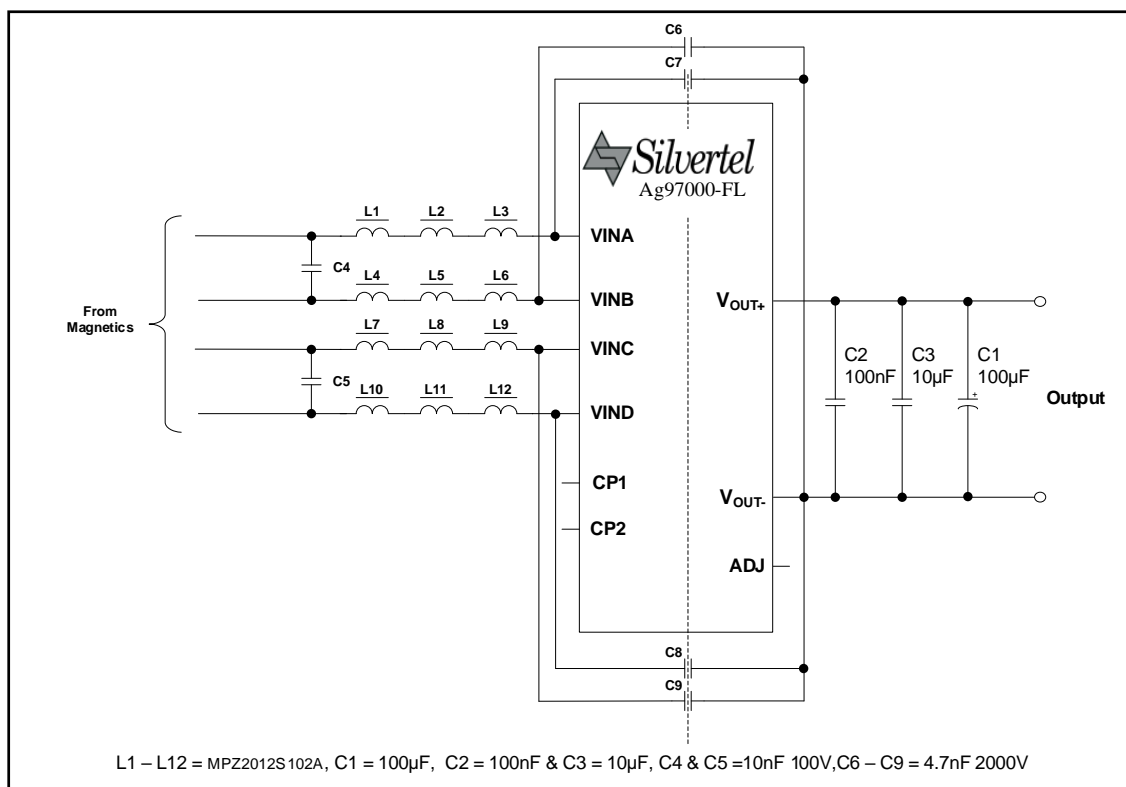 C6
C7
Silvertel
Ag97000-FL
L1 L2 L3
VINA
C4
L4 L5 L6
VINB
VOUT+
From
Magnetics
L7 L8 L9
VINC
C2
100nF
C3
10µF
C1
100µF
+
C5
L10 L11 L12
VIND
Output
CP1
VOUT-
CP2
ADJ
C8
C9
L1 – L12 = MPZ2012S102A, C1 = 100µF, C2 = 100nF & C3 = 10µF, C4 & C5 =10nF 100V,C6 – C9 = 4.7nF 2000V